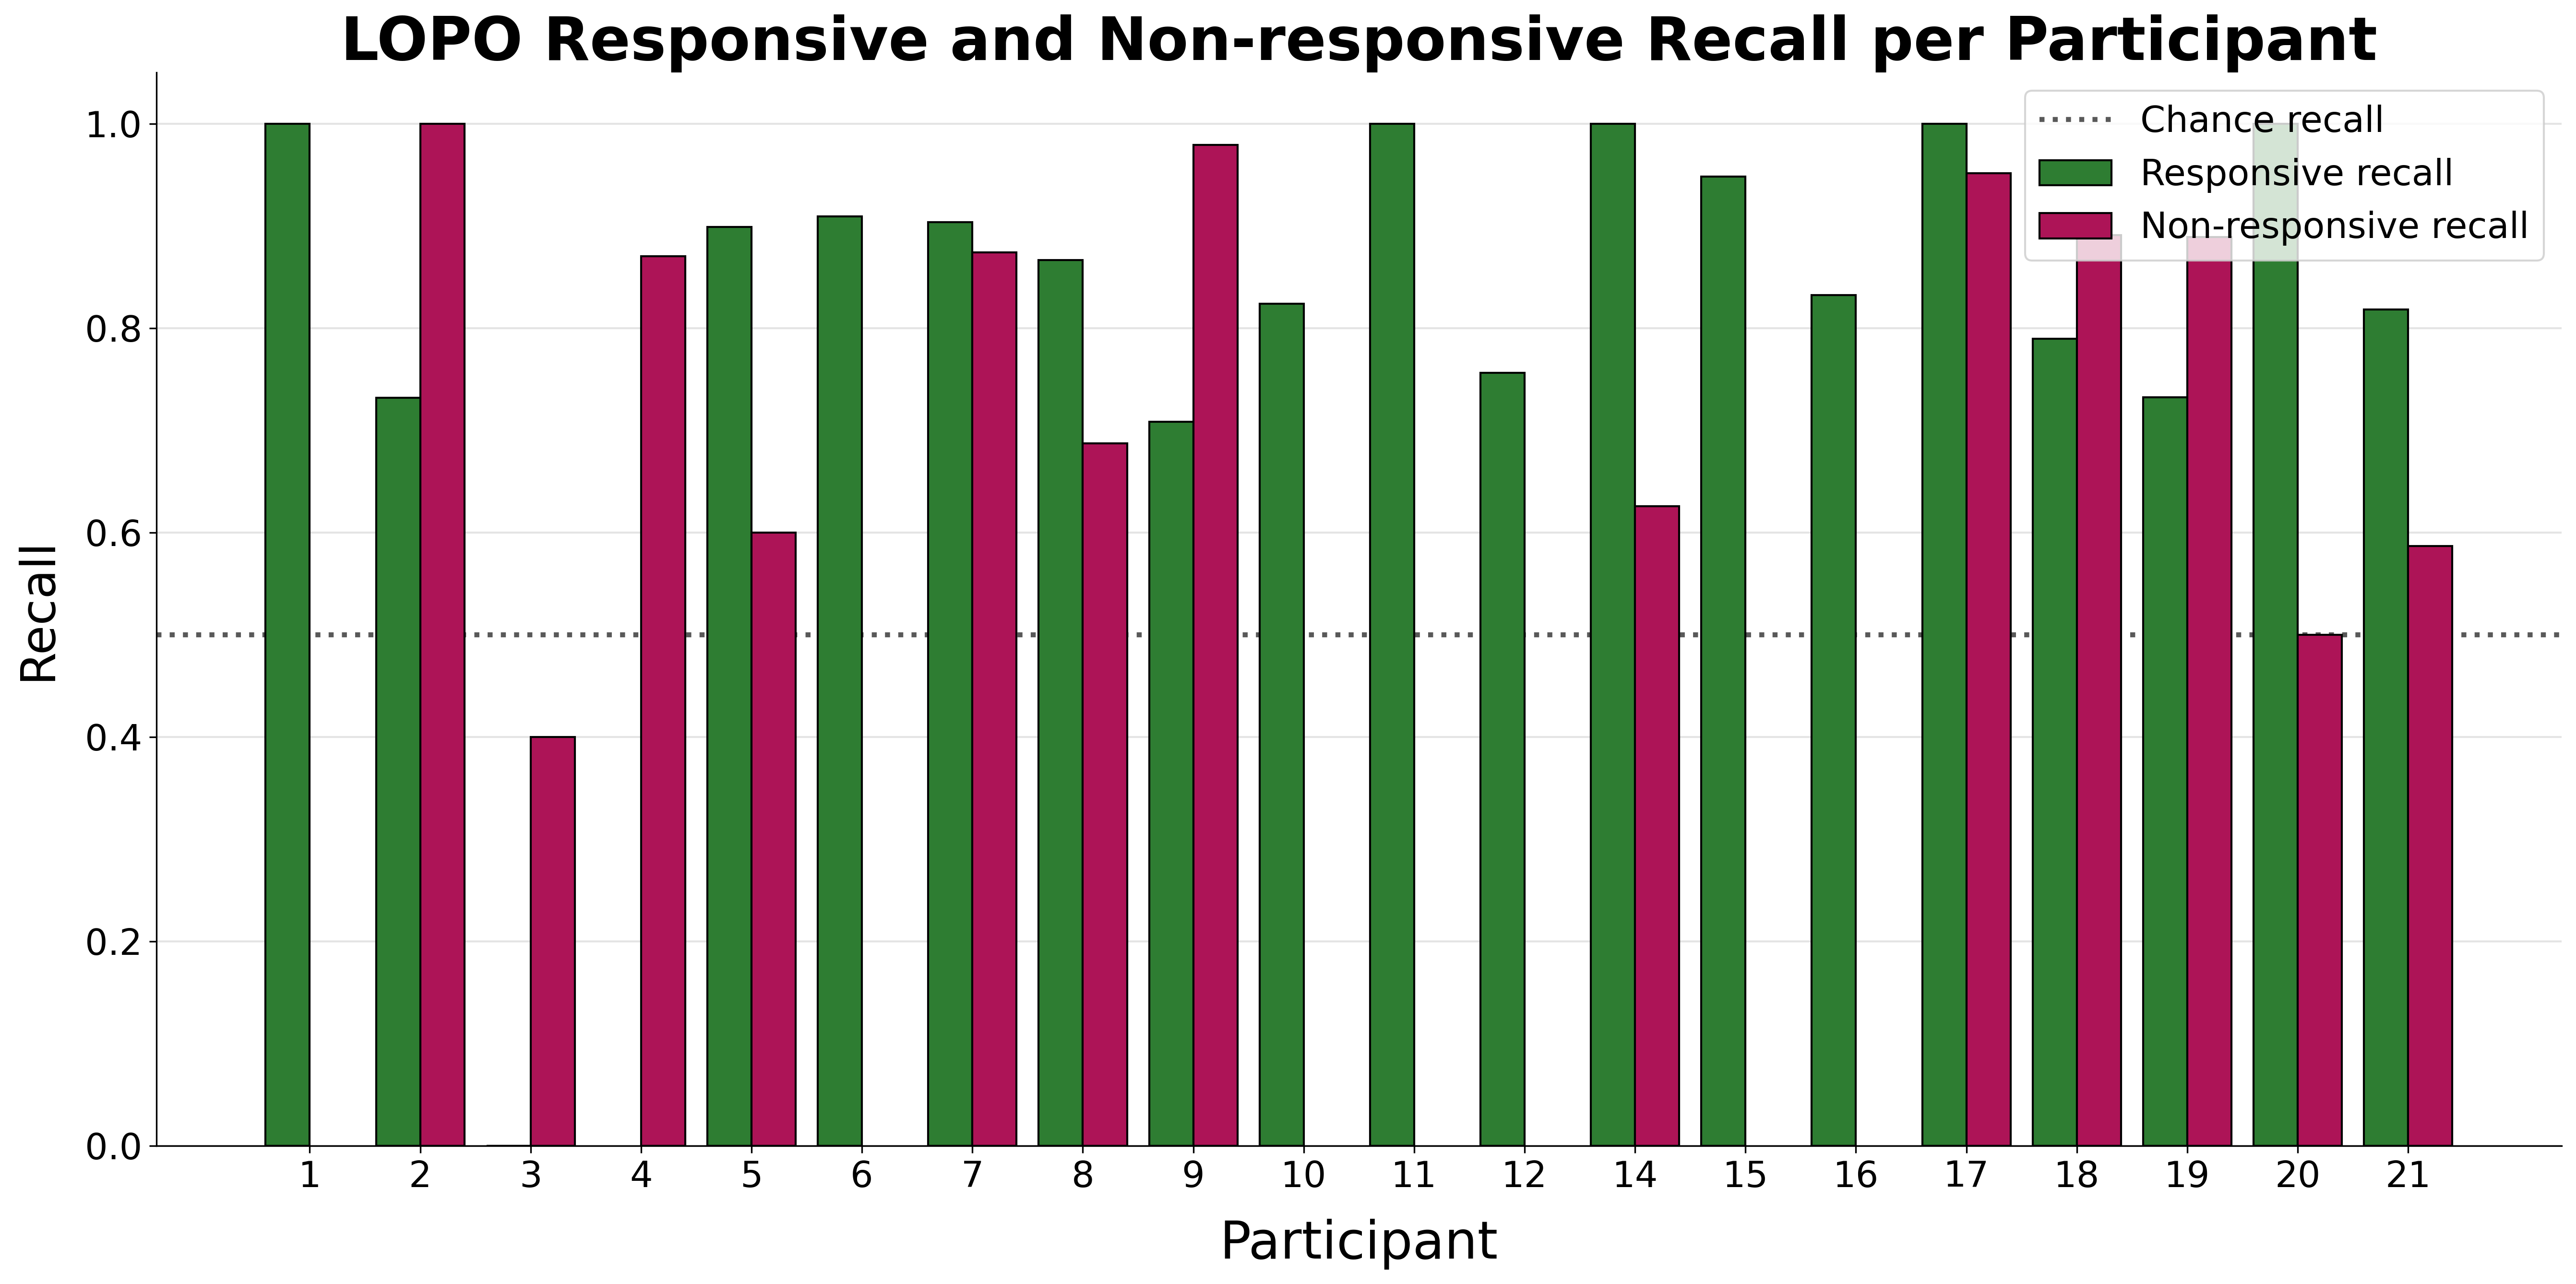 LOPO Responsive and Non-responsive Recall per Participant
Chance recall
Responsive recall
Non-responsive recall
1.0
0.8
0.6
0.4
0.2
0.0
Recall
1 2 3 4 5 6 7 8 9 10 11 12 14 15 16 17 18 19 20 21
Participant